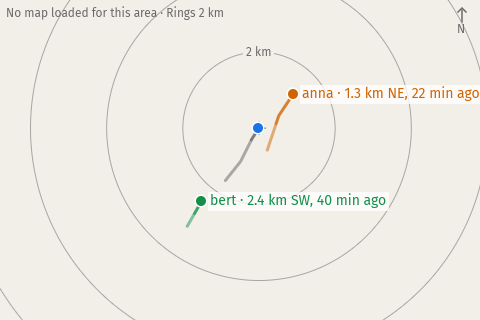 No map loaded for this area · Rings 2 km
N
2 km
anna · 1.3 km NE, 22 min ago
bert · 2.4 km SW, 40 min ago